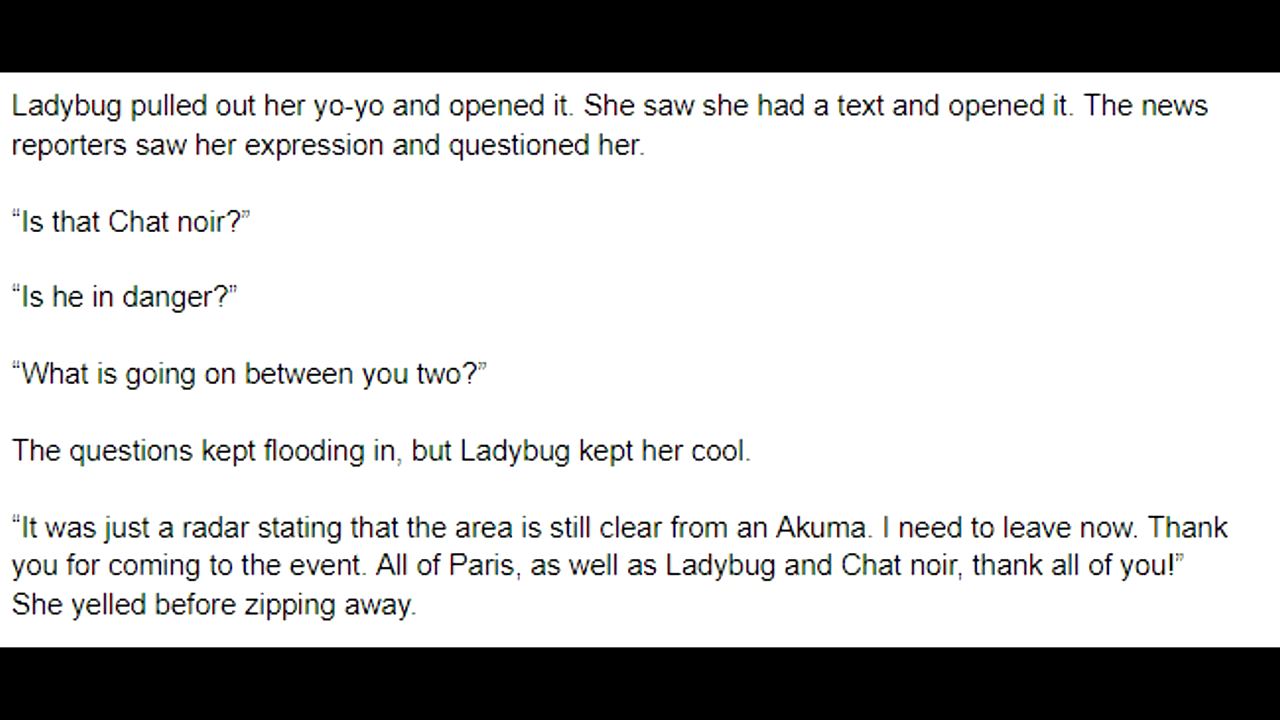 Ladybug pulled out her yo-yo and opened it. She saw she had a text and opened it. The news
reporters saw her expression and questioned her.
“Is that Chat noir?”
“Is he in danger?”
“What is going on between you two?”
The questions kept flooding in, but Ladybug kept her cool.
“It was just a radar stating that the area is still clear from an Akuma. I need to leave now. Thank
you for coming to the event. All of Paris, as well as Ladybug and Chat noir, thank all of you!”
She yelled before zipping away.